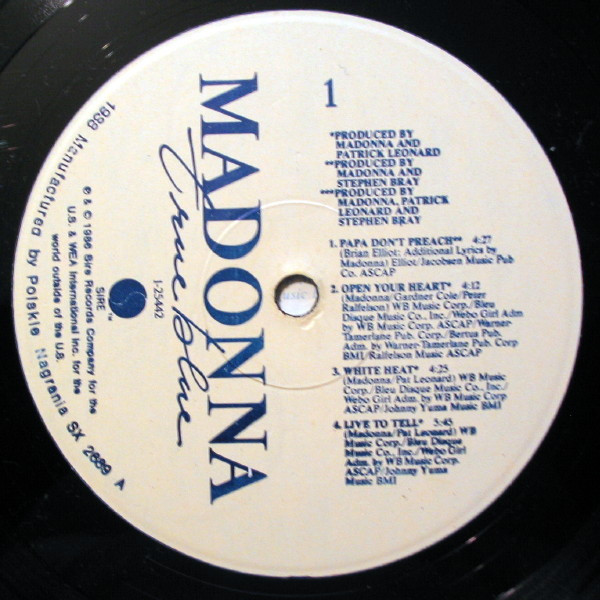 MADONNA
True blue
1
*PRODUCED BY
MADONNA AND
PATRICK LEONARD
**PRODUCED BY
MADONNA AND
STEPHEN BRAY
***PRODUCED BY
MADONNA, PATRICK
LEONARD AND
STEPHEN BRAY
1. PAPA DON'T PREACH** 4:27
(Brian Elliot: Additional Lyrics by
Madonna) Elliot/Jacobsen Music Pub
Co. ASCAP
2. OPEN YOUR HEART* 4:12
(Madonna/Gardner Cole/Peter
Raffelson) WB Music Corp./Bleu
Disque Music Co., Inc./Webo Girl Adm
by WB Music Corp. ASCAP/Warner-
Tamerlane Pub. Corp./Bertus Pub.
Adm. by Warner-Tamerlane Pub. Corp
BMI/Raffelson Music ASCAP
3. WHITE HEAT* 4:25
(Madonna/Pat Leonard) WB Music
Corp./Bleu Disque Music Co., Inc./
Webo Girl Adm. by WB Music Corp.
ASCAP/Johnny Yuma Music BMI
4. LIVE TO TELL* 5:45
(Madonna/Pat Leonard) WB
Music Corp./Bleu Disque
Music Co., Inc./Webo Girl
Adm. by WB Music Corp.
ASCAP/Johnny Yuma
Music BMI
1-25442
SIRE™
℗ & © 1986 Sire Records Company for the
U.S. & WEA International Inc. for the
world outside of the U.S.
1988 Manufactured by Polskie Nagrania SX 2689 A